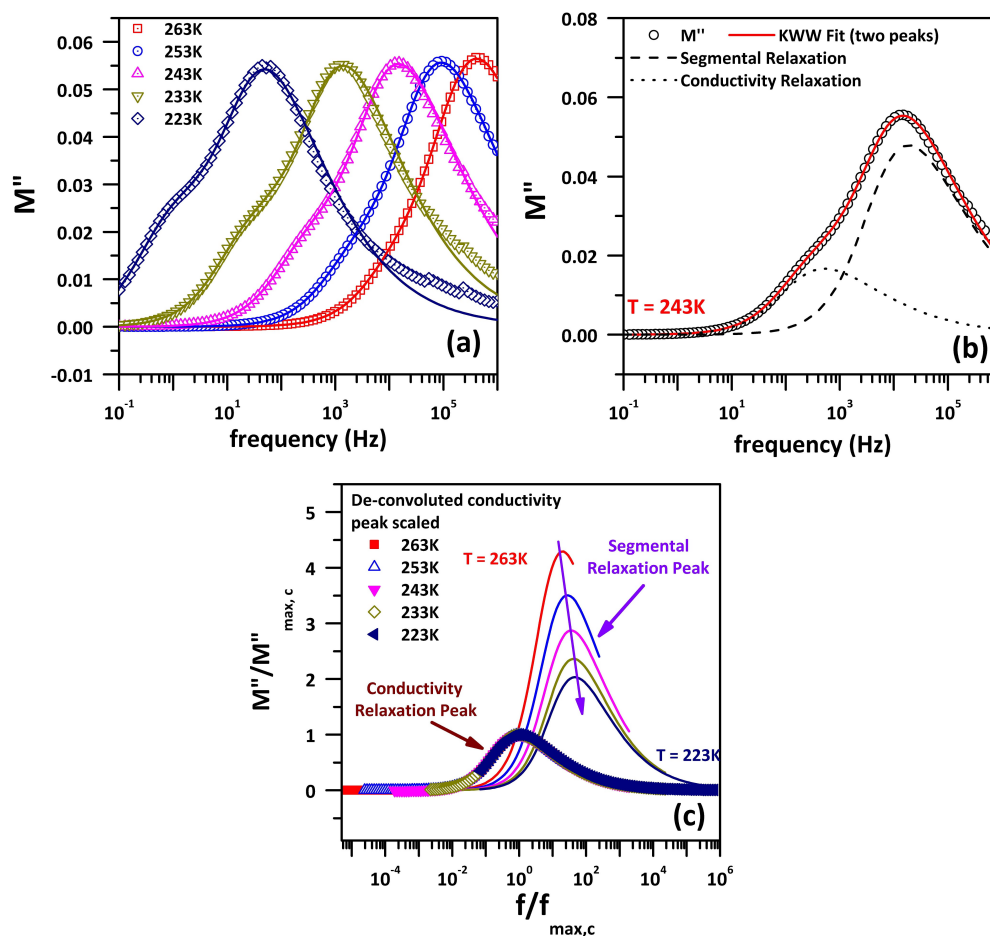 (a)
263K
253K
243K
233K
223K
M"
0.06
0.05
0.04
0.03
0.02
0.01
0.00
-0.01
10^-1
10^1
10^3
10^5
frequency (Hz)
(b)
M" KWW Fit (two peaks)
Segmental Relaxation
Conductivity Relaxation
M"
0.08
0.06
0.04
0.02
0.00
T = 243K
10^-1
10^1
10^3
10^5
frequency (Hz)
De-convoluted conductivity
peak scaled
263K
253K
243K
233K
223K
T = 263K
Segmental
Relaxation Peak
Conductivity
Relaxation Peak
T = 223K
(c)
M"/M"max,c
5
4
3
2
1
0
10^-4
10^-2
10^0
10^2
10^4
10^6
f/fmax,c